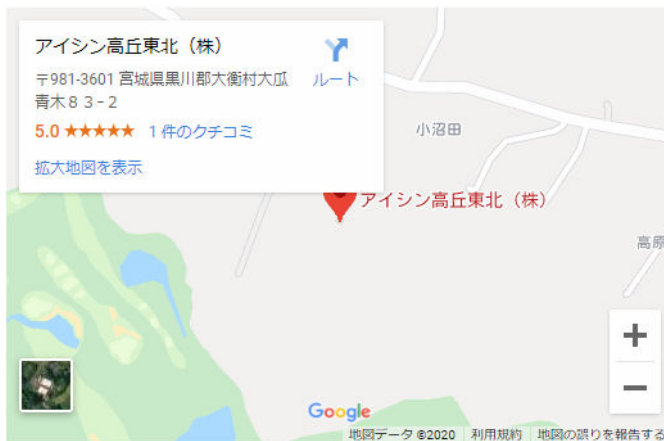 アイシン高丘東北（株）
ルート
〒981-3601 宮城県黒川郡大衡村大瓜
青木８３−２
5.0 ★★★★★ 1 件のクチコミ
拡大地図を表示
小沼田
アイシン高丘東北（株）
高原
Google
地図データ ©2020 利用規約 地図の誤りを報告する